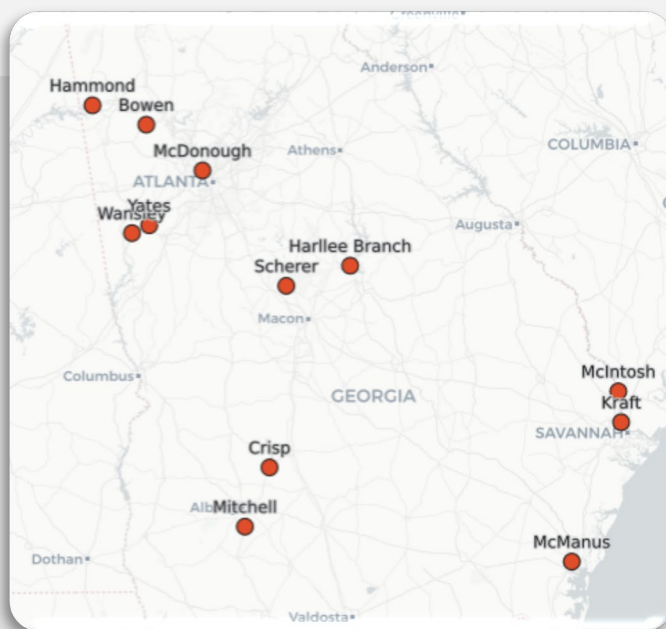 Greenville
Anderson
Hammond
Bowen
McDonough
Athens
COLUMBIA
ATLANTA
Yates
Wansley
Augusta
Harllee Branch
Scherer
Macon
Columbus
GEORGIA
McIntosh
Kraft
SAVANNAH
Crisp
Mitchell
McManus
Dothan
Valdosta